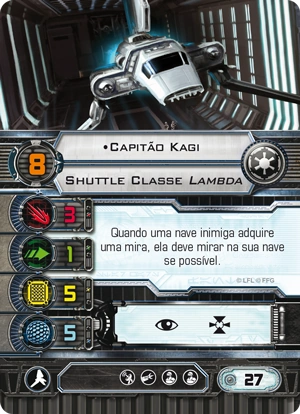 •Capitão Kagi
8
Shuttle Classe Lambda
3
Quando uma nave inimiga adquire
uma mira, ela deve mirar na sua nave
se possível.
1
© LFL © FFG
5
5
27